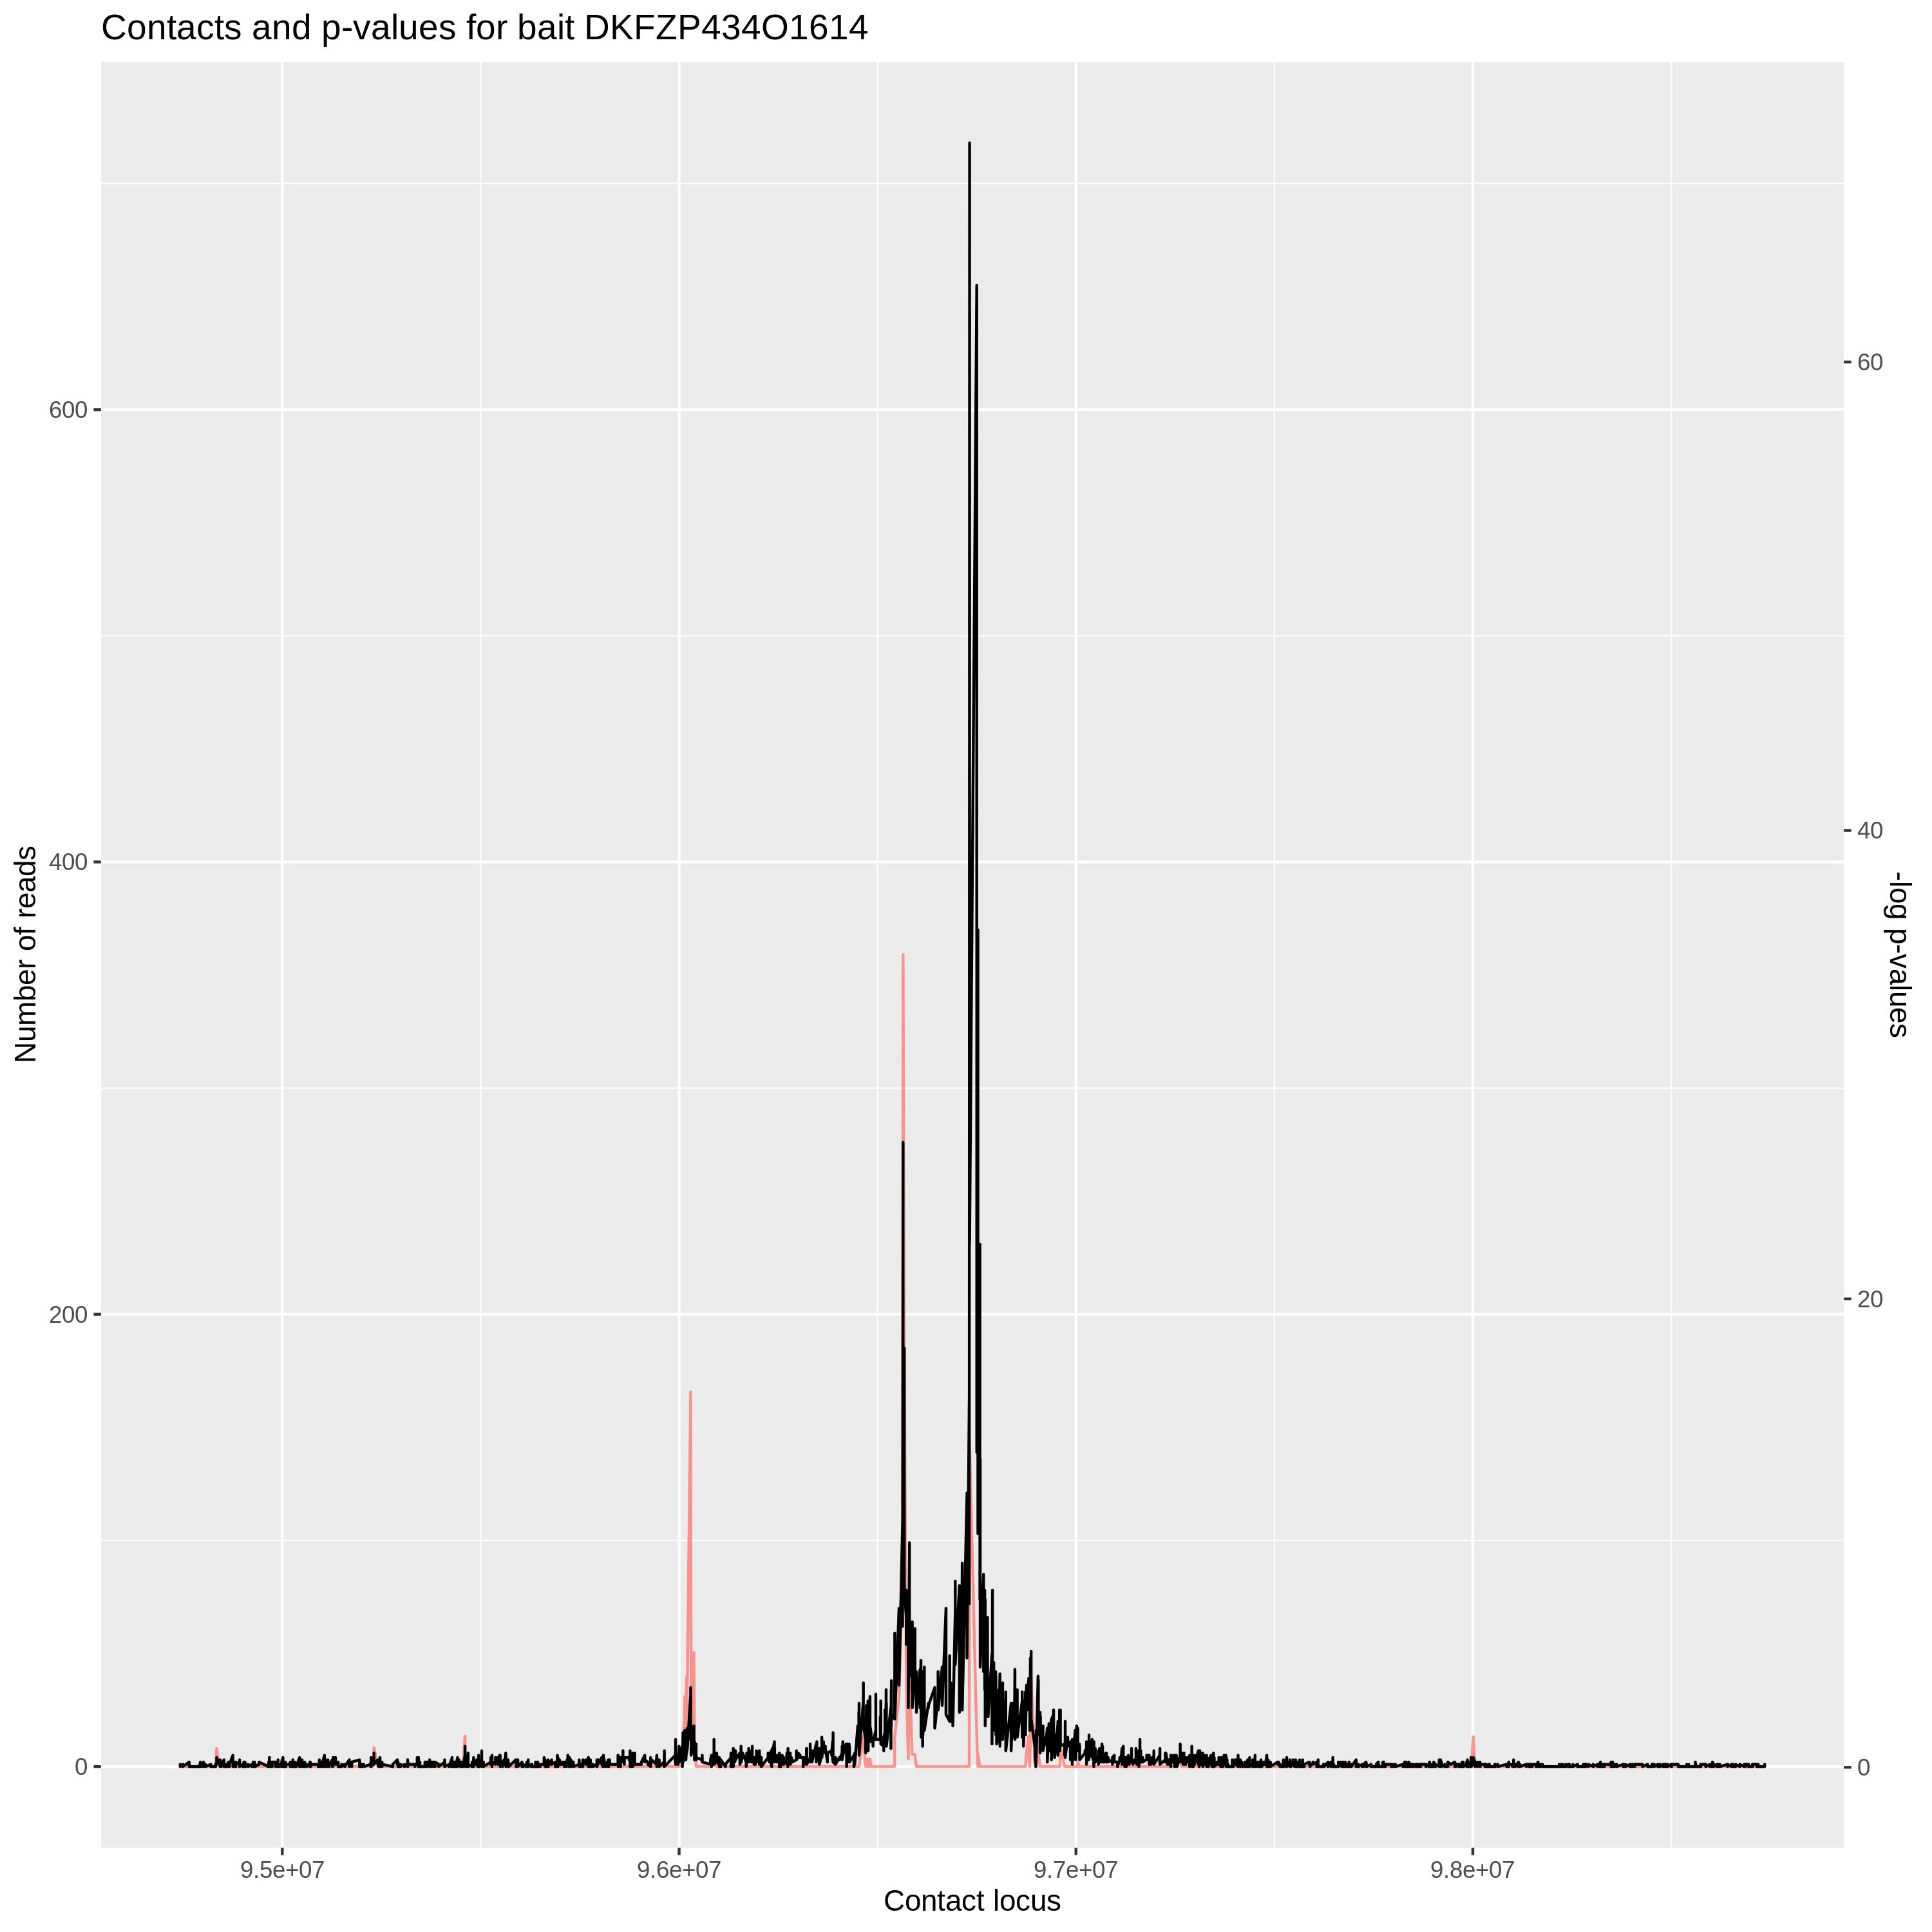 Contacts and p-values for bait DKFZP434O1614
Number of reads
600
400
200
0
60
40
20
0
-log p-values
9.5e+07 9.6e+07 9.7e+07 9.8e+07
Contact locus